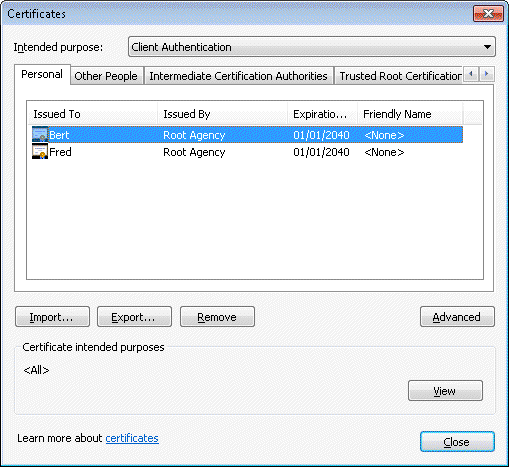 Certificates
Intended purpose: Client Authentication
Personal Other People Intermediate Certification Authorities Trusted Root Certification
Issued To Issued By Expiratio... Friendly Name
Bert Root Agency 01/01/2040 <None>
Fred Root Agency 01/01/2040 <None>
Import... Export... Remove Advanced
Certificate intended purposes
<All>
View
Learn more about certificates
Close